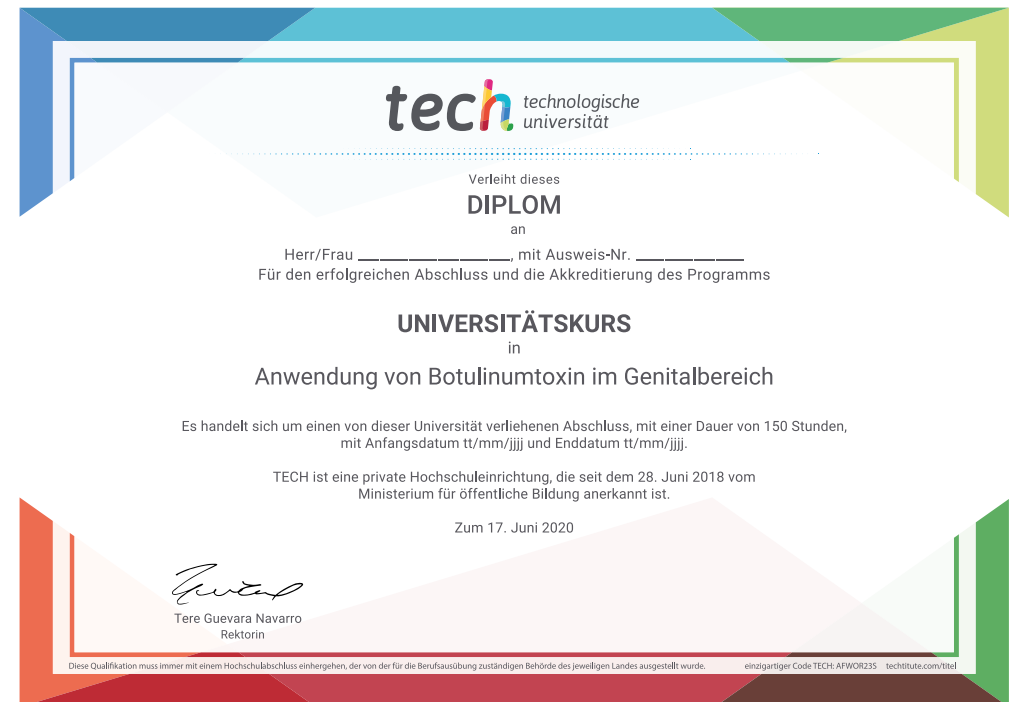 tech technologische
universität
Verleiht dieses
DIPLOM
an
Herr/Frau ____________________, mit Ausweis-Nr. ______________
Für den erfolgreichen Abschluss und die Akkreditierung des Programms
UNIVERSITÄTSKURS
in
Anwendung von Botulinumtoxin im Genitalbereich
Es handelt sich um einen von dieser Universität verliehenen Abschluss, mit einer Dauer von 150 Stunden,
mit Anfangsdatum tt/mm/jjjj und Enddatum tt/mm/jjjj.
TECH ist eine private Hochschuleinrichtung, die seit dem 28. Juni 2018 vom
Ministerium für öffentliche Bildung anerkannt ist.
Zum 17. Juni 2020
Tere Guevara Navarro
Rektorin
Diese Qualifikation muss immer mit einem Hochschulabschluss einhergehen, der von der für die Berufsausübung zuständigen Behörde des jeweiligen Landes ausgestellt wurde. einzigartiger Code TECH: AFWOR23S techtitute.com/titel